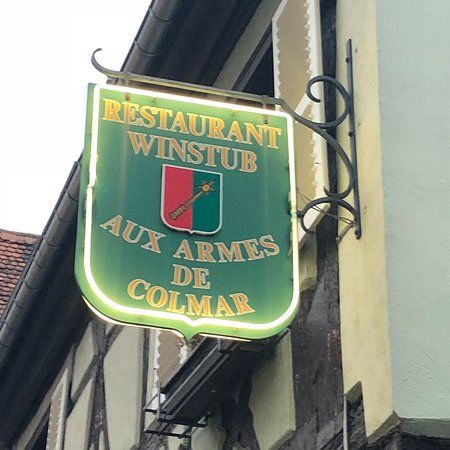 RESTAURANT
WINSTUB
AUX ARMES
DE
COLMAR